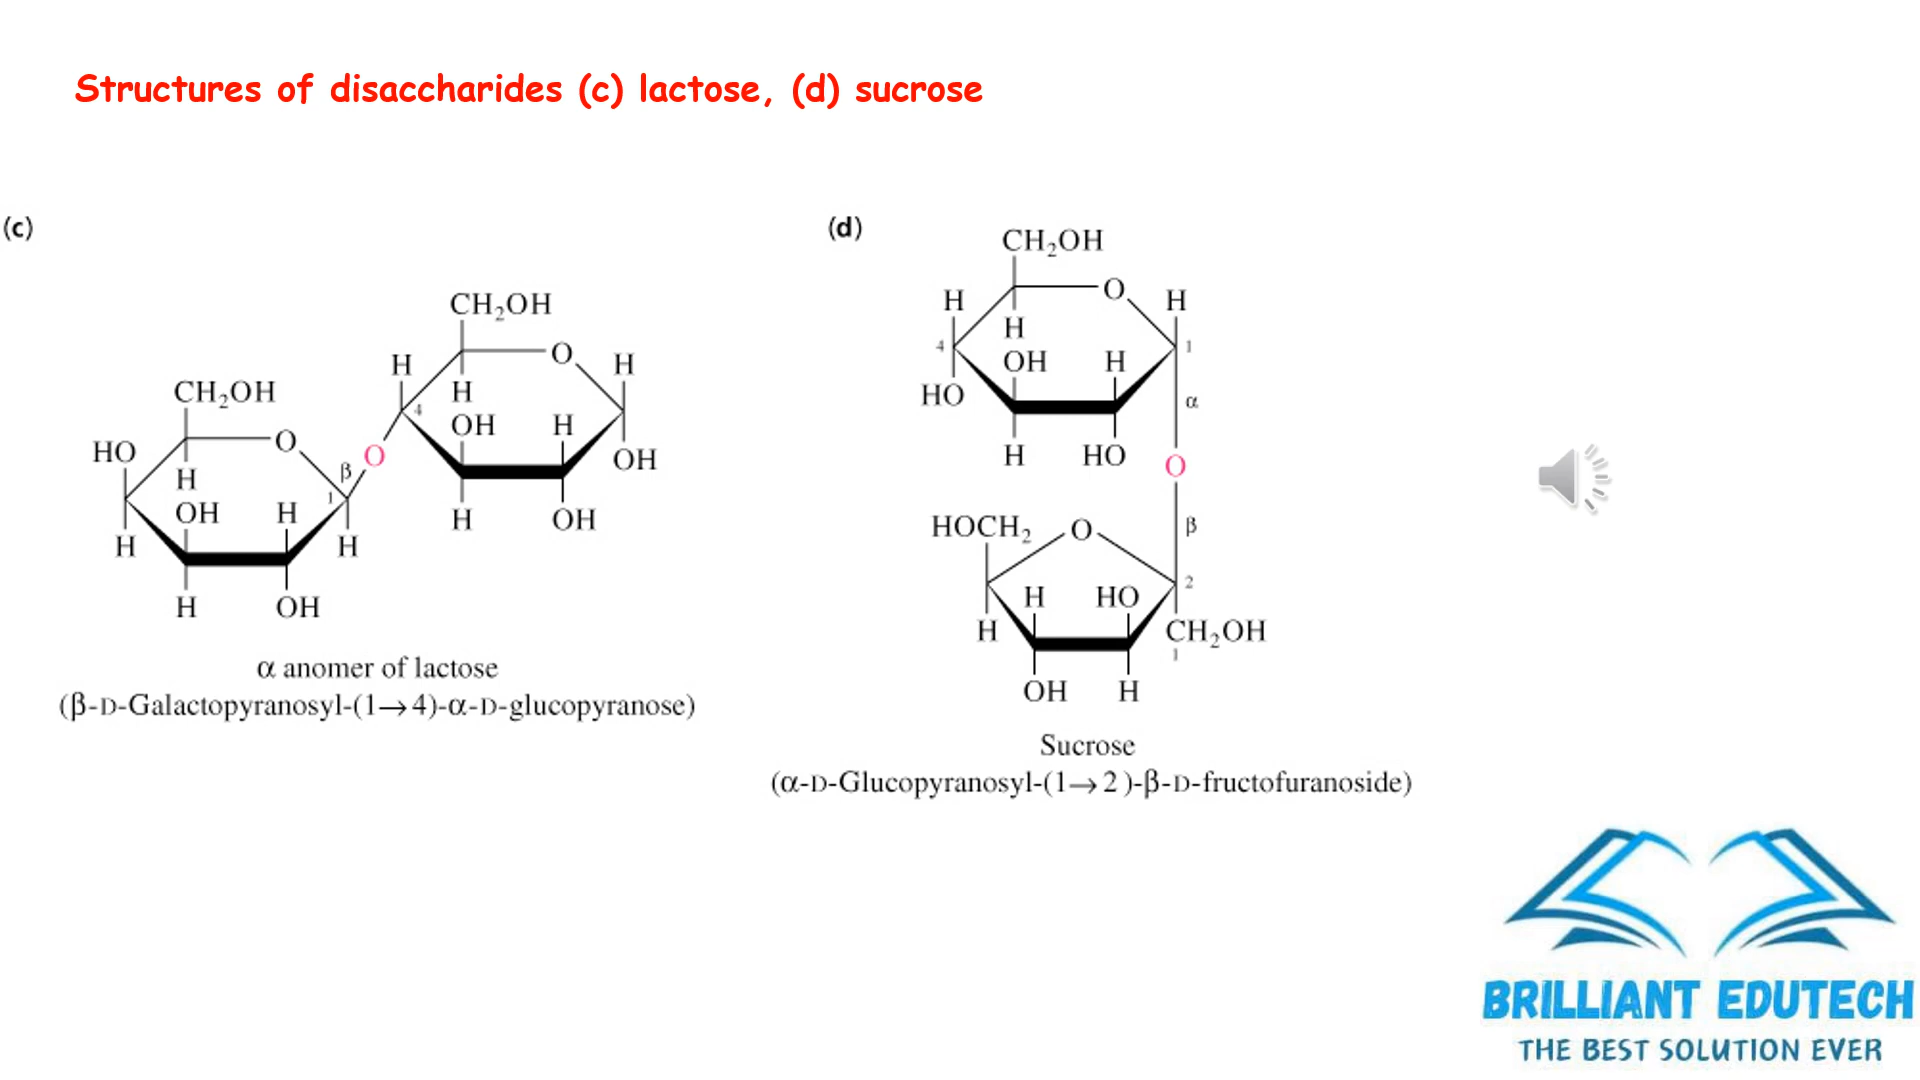 Structures of disaccharides (c) lactose, (d) sucrose
(c)
CH₂OH
O
H
H
H
4
OH
H
OH
H
OH
O
β
CH₂OH
HO
O
H
1
OH
H
H
H
H
OH
α anomer of lactose
(β-D-Galactopyranosyl-(1→4)-α-D-glucopyranose)
(d)
CH₂OH
H
O
H
H
4
1
OH
H
HO
α
H
HO
O
HOCH₂
O
β
2
H
HO
H
CH₂OH
1
OH
H
Sucrose
(α-D-Glucopyranosyl-(1→2)-β-D-fructofuranoside)
BRILLIANT EDUTECH
THE BEST SOLUTION EVER